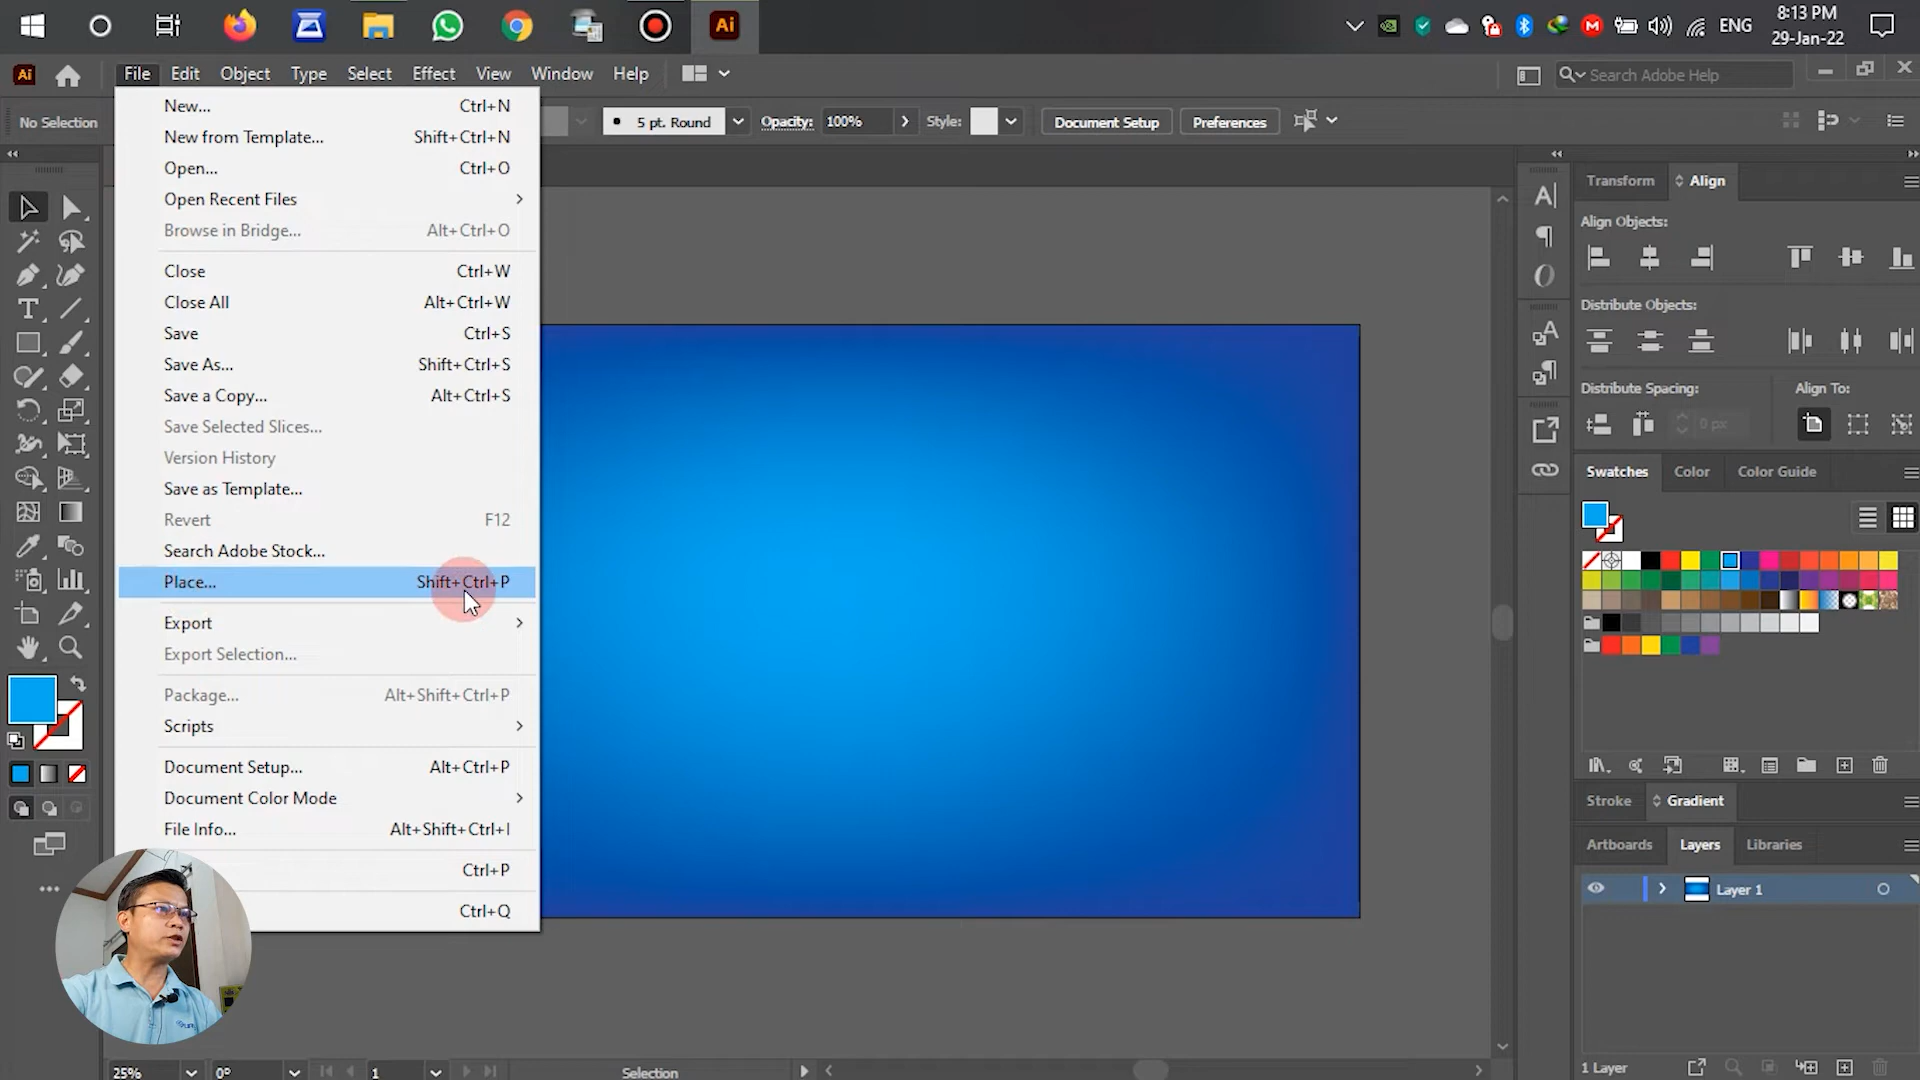 Ai
ENG
8:13 PM
29-Jan-22
Ai
File Edit Object Type Select Effect View Window Help
Search Adobe Help
No Selection
5 pt. Round
Opacity:
100%
Style:
Document Setup
Preferences
New... Ctrl+N
New from Template... Shift+Ctrl+N
Open... Ctrl+O
Open Recent Files
Browse in Bridge... Alt+Ctrl+O
Close Ctrl+W
Close All Alt+Ctrl+W
Save Ctrl+S
Save As... Shift+Ctrl+S
Save a Copy... Alt+Ctrl+S
Save Selected Slices...
Version History
Save as Template...
Revert F12
Search Adobe Stock...
Place... Shift+Ctrl+P
Export
Export Selection...
Package... Alt+Shift+Ctrl+P
Scripts
Document Setup... Alt+Ctrl+P
Document Color Mode
File Info... Alt+Shift+Ctrl+I
Ctrl+P
Ctrl+Q
Transform Align
Align Objects:
Distribute Objects:
Distribute Spacing: Align To:
0 px
Swatches Color Color Guide
Stroke Gradient
Artboards Layers Libraries
Layer 1
1 Layer
25%
0°
1
Selection